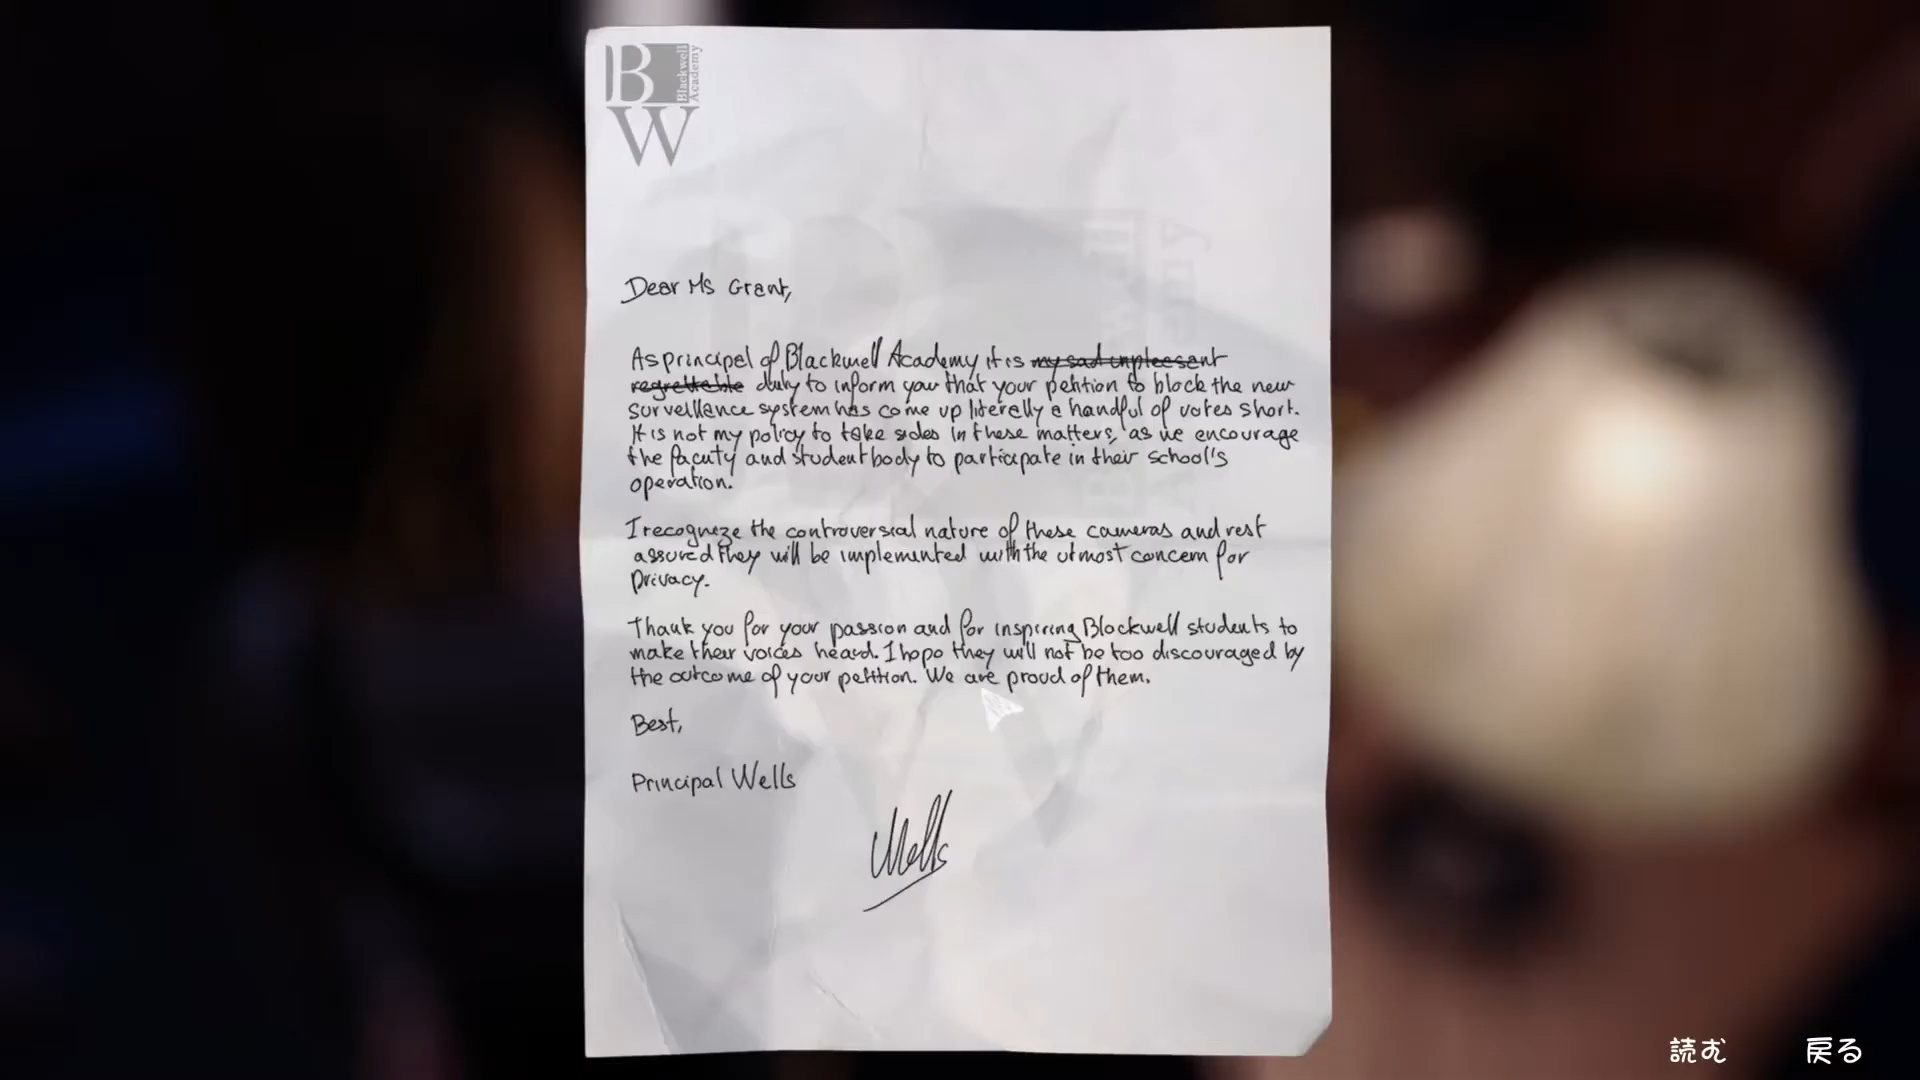 B
Blackwell
Academy
W
Dear Ms Grant,
As principel of Blackwell Academy it is my sad unpleesant
regrettable duty to inform you that your petition to block the new
surveillance system has come up literelly e handful of votes short.
It is not my policy to take sides in these matters, as we encourage
the facuty and student body to participate in their school's
operation.
I recogneze the controversial nature of these cameras and rest
assured they will be implemented with the utmost concern for
privacy.
Thank you for your passion and for inspiring Blackwell students to
make their voices heard. I hope they will not be too discouraged by
the outcome of your petition. We are proud of them.
Best,
Principal Wells
Wells
読む 戻る